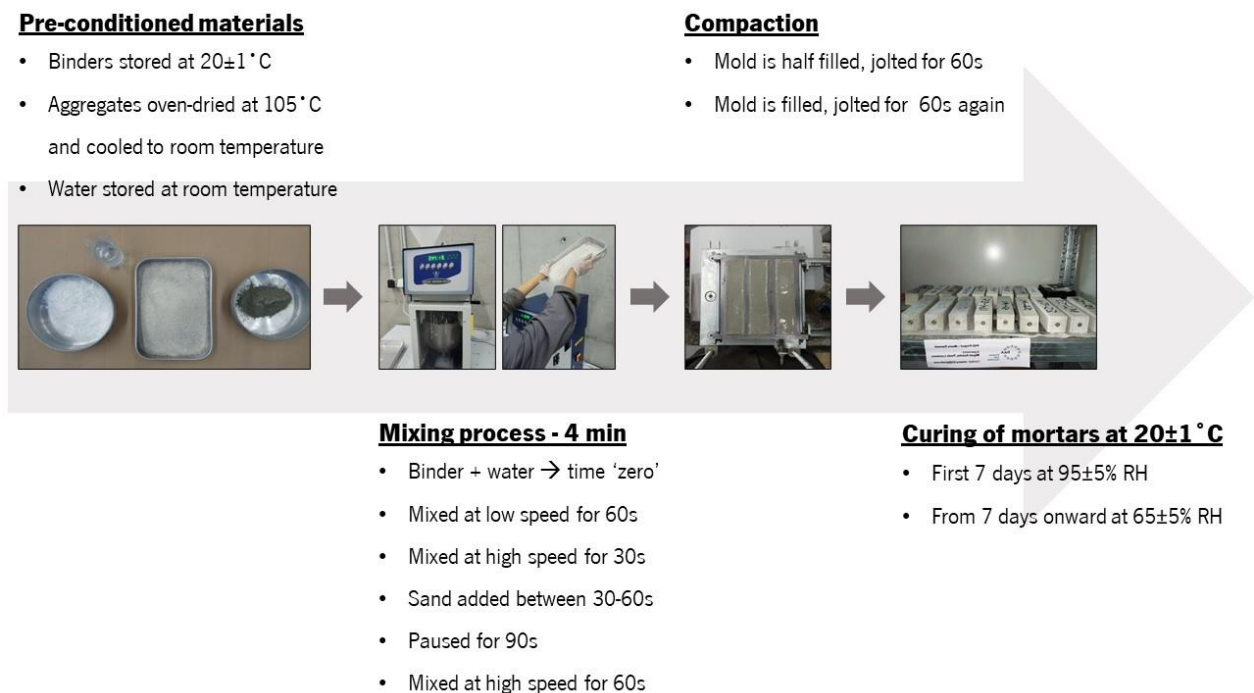 Pre-conditioned materials
• Binders stored at 20±1˚C
• Aggregates oven-dried at 105˚C
and cooled to room temperature
• Water stored at room temperature
Compaction
• Mold is half filled, jolted for 60s
• Mold is filled, jolted for 60s again
Mixing process - 4 min
• Binder + water → time ‘zero’
• Mixed at low speed for 60s
• Mixed at high speed for 30s
• Sand added between 30-60s
• Paused for 90s
• Mixed at high speed for 60s
Curing of mortars at 20±1˚C
• First 7 days at 95±5% RH
• From 7 days onward at 65±5% RH